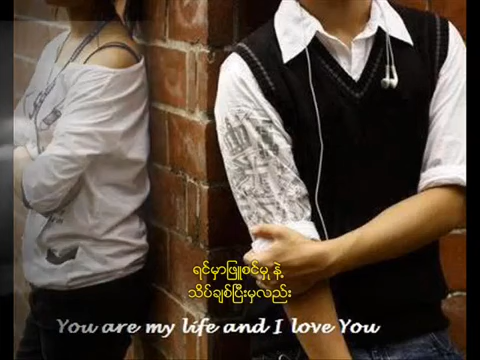 ရင်မှာဖြူစင်မှု နဲ့
သိပ်ချစ်ပြီးမှလည်း
You are my life and I love You